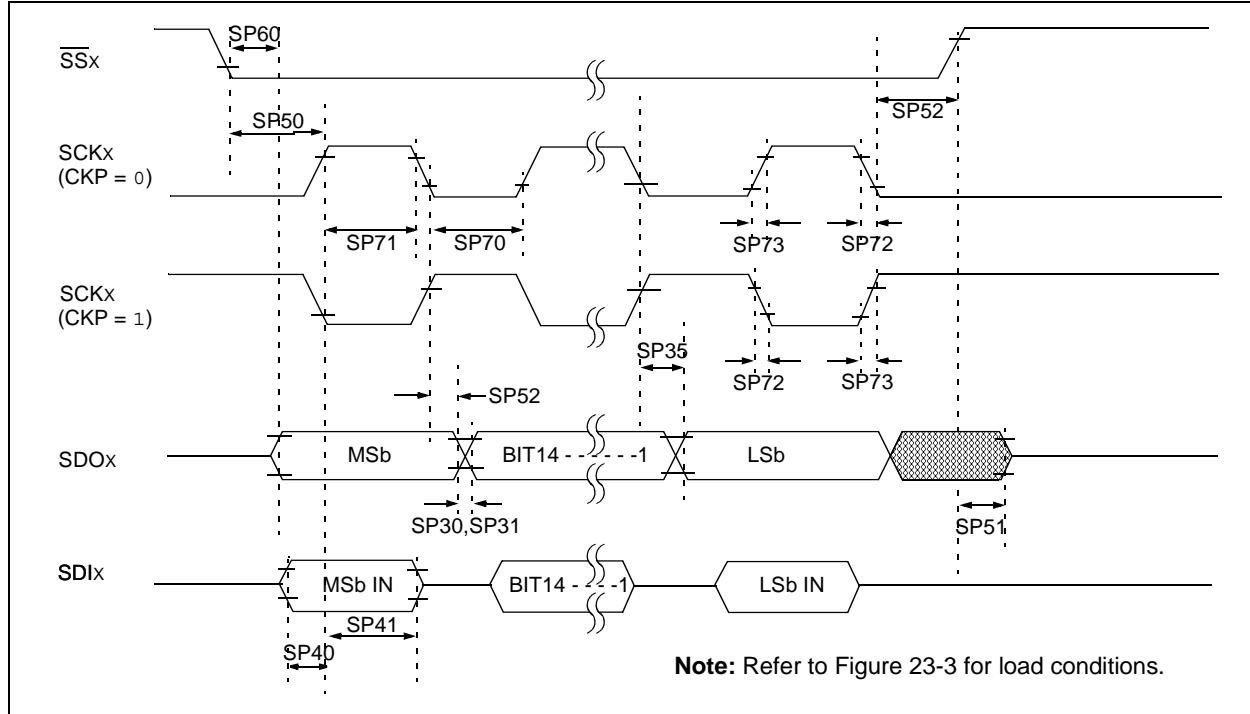 SP60
SSX
SP52
SP50
SCKX
(CKP = 0)
SP71
SP70
SP73
SP72
SCKX
(CKP = 1)
SP35
SP72
SP73
SP52
SDOX
MSb
BIT14 - - - - - -1
LSb
SP30,SP31
SP51
SDIX
MSb IN
BIT14 - - - -1
LSb IN
SP41
SP40
Note: Refer to Figure 23-3 for load conditions.